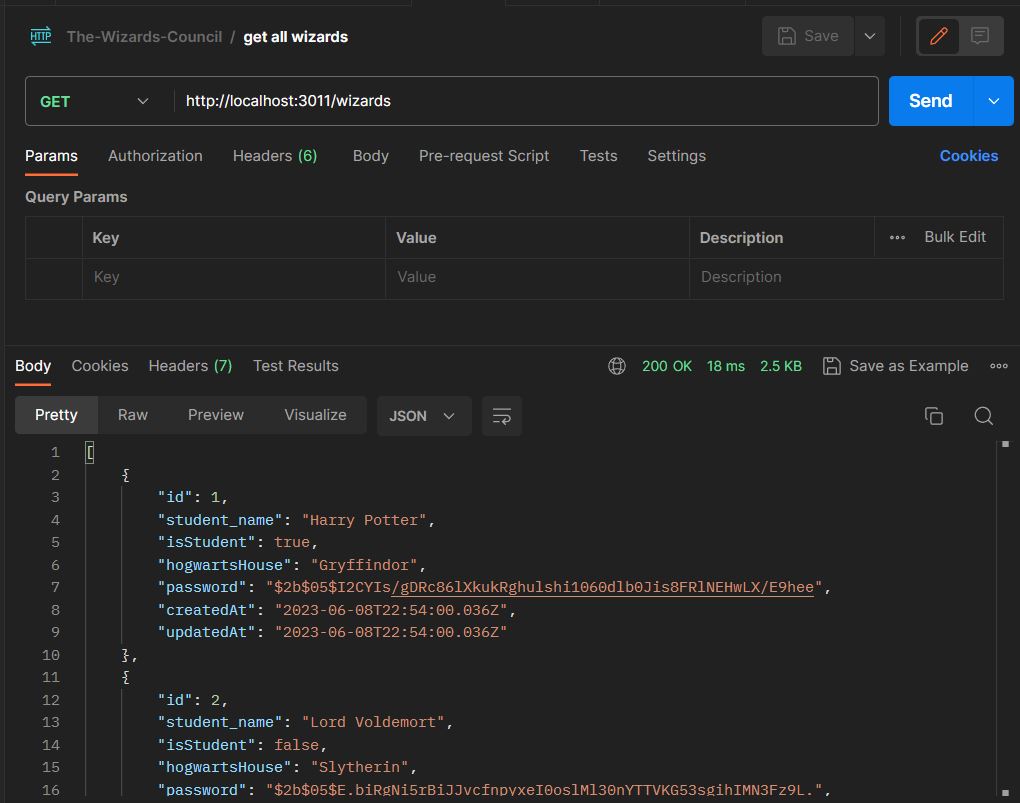 HTTP The-Wizards-Council / get all wizards Save
GET http://localhost:3011/wizards Send
Params Authorization Headers (6) Body Pre-request Script Tests Settings Cookies
Query Params
Key Value Description ••• Bulk Edit
Key Value Description
Body Cookies Headers (7) Test Results 200 OK 18 ms 2.5 KB Save as Example
Pretty Raw Preview Visualize JSON
1 [
2 {
3 "id": 1,
4 "student_name": "Harry Potter",
5 "isStudent": true,
6 "hogwartsHouse": "Gryffindor",
7 "password": "$2b$05$I2CYIs/gDRc86lXkukRghulshi1060dlb0Jis8FRlNEHwLX/E9hee",
8 "createdAt": "2023-06-08T22:54:00.036Z",
9 "updatedAt": "2023-06-08T22:54:00.036Z"
10 },
11 {
12 "id": 2,
13 "student_name": "Lord Voldemort",
14 "isStudent": false,
15 "hogwartsHouse": "Slytherin",
16 "password": "$2b$05$E.biRgNi5rBiJJvcfnpyxeI0oslMl30nYTTVKG53sgihIMN3Fz9L.",